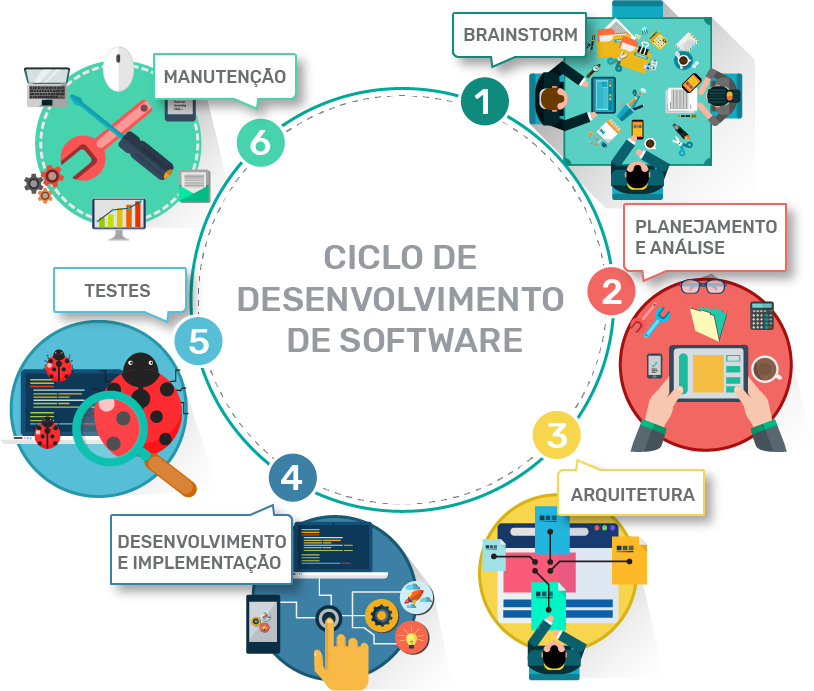 BRAINSTORM
1
MANUTENÇÃO
6
PLANEJAMENTO
E ANÁLISE
2
CICLO DE
DESENVOLVIMENTO
DE SOFTWARE
TESTES
5
3
ARQUITETURA
4
DESENVOLVIMENTO
E IMPLEMENTAÇÃO